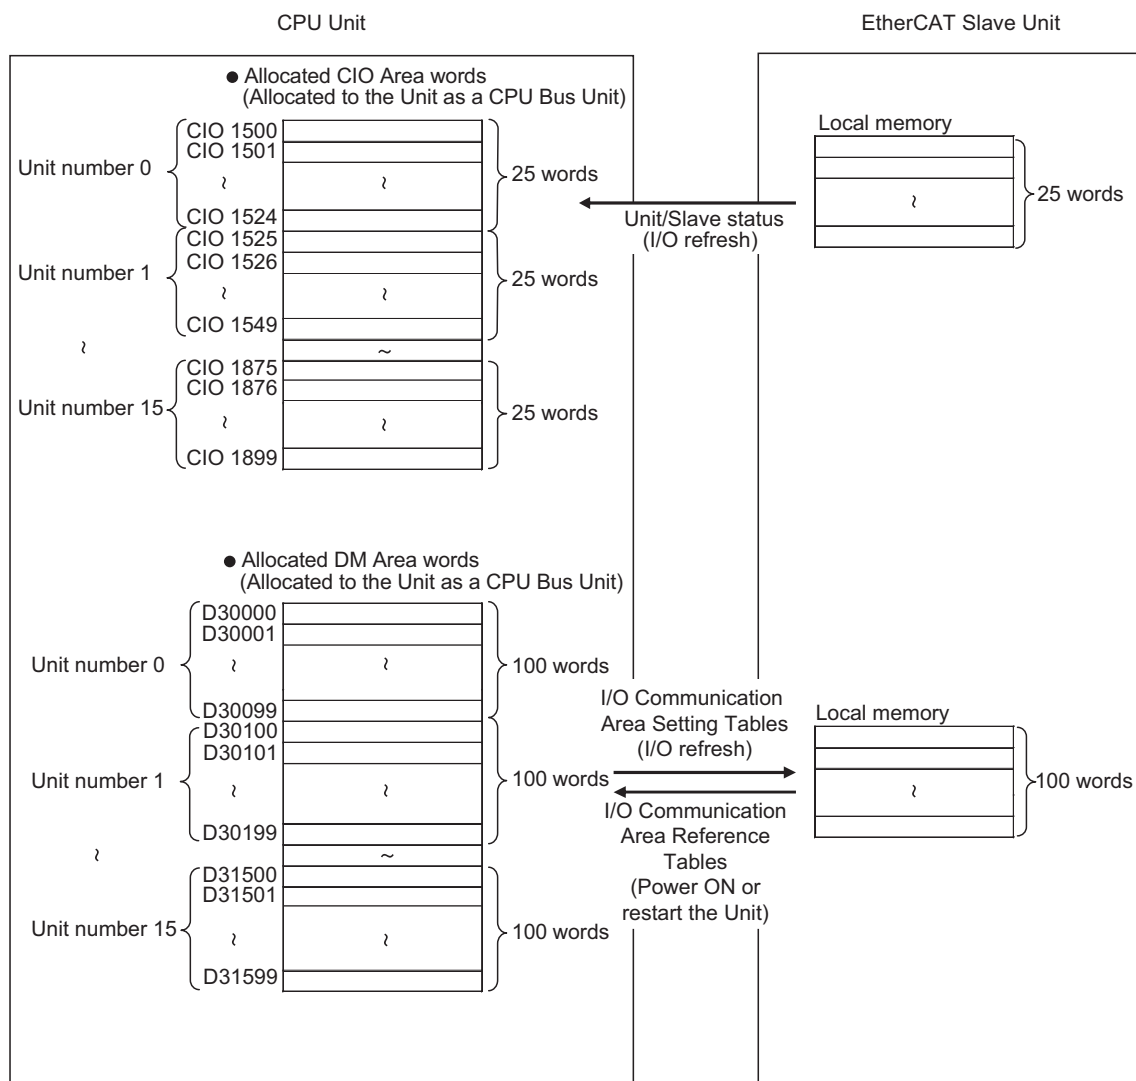 CPU Unit
EtherCAT Slave Unit
● Allocated CIO Area words
(Allocated to the Unit as a CPU Bus Unit)
CIO 1500
CIO 1501
~
CIO 1524
Unit number 0
~
25 words
CIO 1525
CIO 1526
~
CIO 1549
Unit number 1
~
25 words
~
~
CIO 1875
CIO 1876
~
CIO 1899
Unit number 15
~
25 words
Unit/Slave status
(I/O refresh)
Local memory
~
25 words
● Allocated DM Area words
(Allocated to the Unit as a CPU Bus Unit)
D30000
D30001
~
D30099
Unit number 0
~
100 words
D30100
D30101
~
D30199
Unit number 1
~
100 words
~
~
D31500
D31501
~
D31599
Unit number 15
~
100 words
I/O Communication
Area Setting Tables
(I/O refresh)
I/O Communication
Area Reference
Tables
(Power ON or
restart the Unit)
Local memory
~
100 words